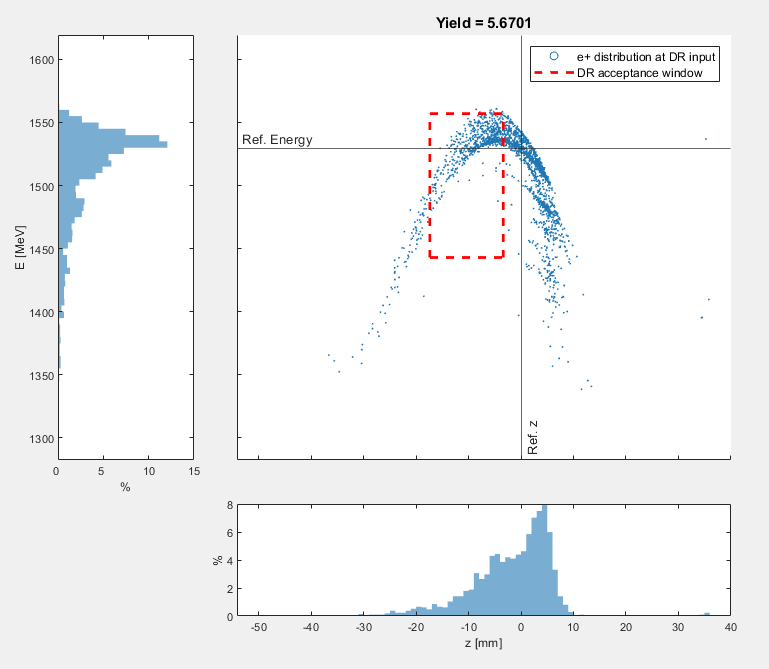 Yield = 5.6701
e+ distribution at DR input
DR acceptance window
Ref. Energy
Ref. z
E [MeV]
1600
1550
1500
1450
1400
1350
1300
0 5 10 15
%
%
8
6
4
2
0
-50 -40 -30 -20 -10 0 10 20 30 40
z [mm]